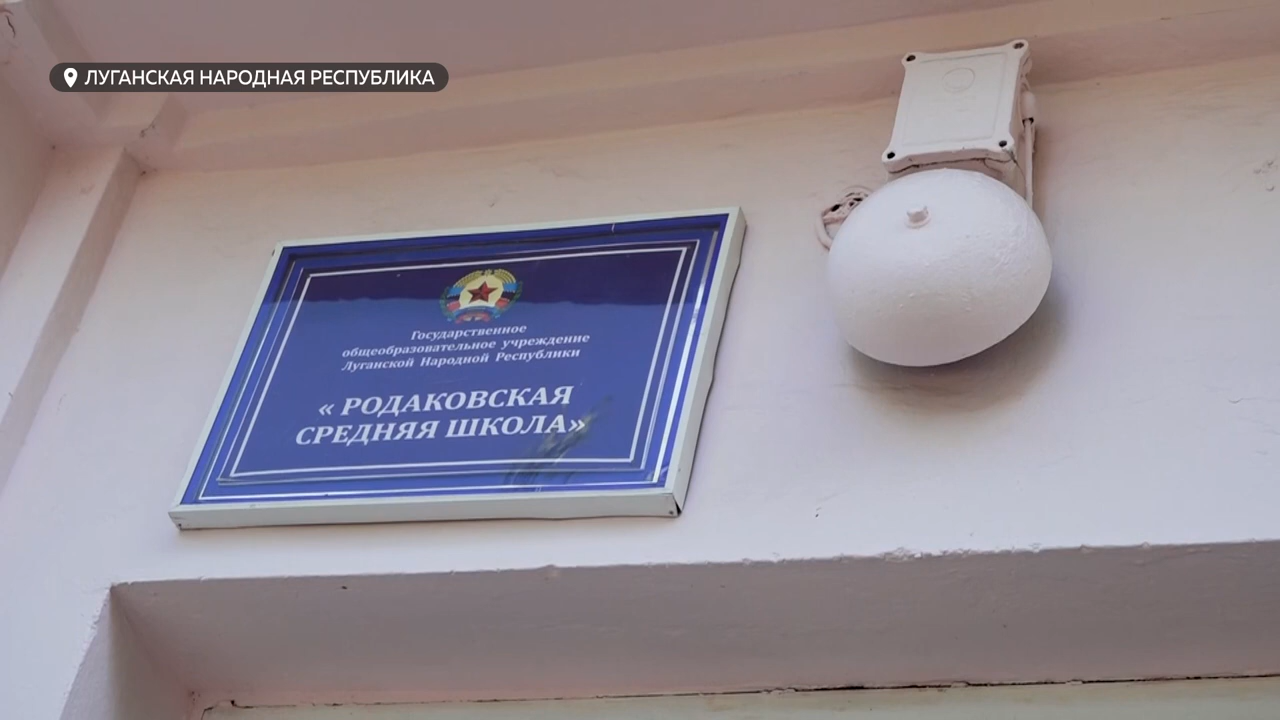 ЛУГАНСКАЯ НАРОДНАЯ РЕСПУБЛИКА
Государственное
общеобразовательное учреждение
Луганской Народной Республики
« РОДАКОВСКАЯ
СРЕДНЯЯ ШКОЛА»